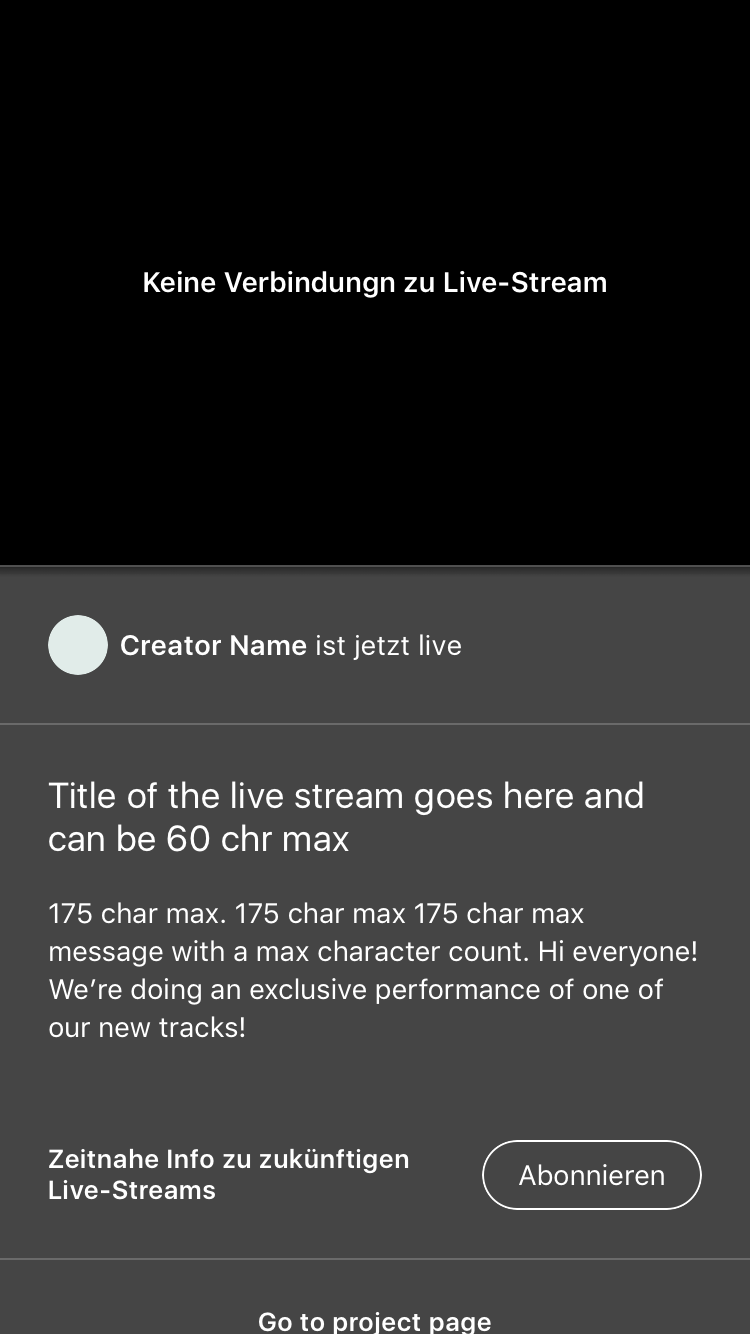 Keine Verbindungn zu Live-Stream
Creator Name ist jetzt live
Title of the live stream goes here and
can be 60 chr max
175 char max. 175 char max 175 char max
message with a max character count. Hi everyone!
We’re doing an exclusive performance of one of
our new tracks!
Zeitnahe Info zu zukünftigen
Live-Streams
Abonnieren
Go to project page